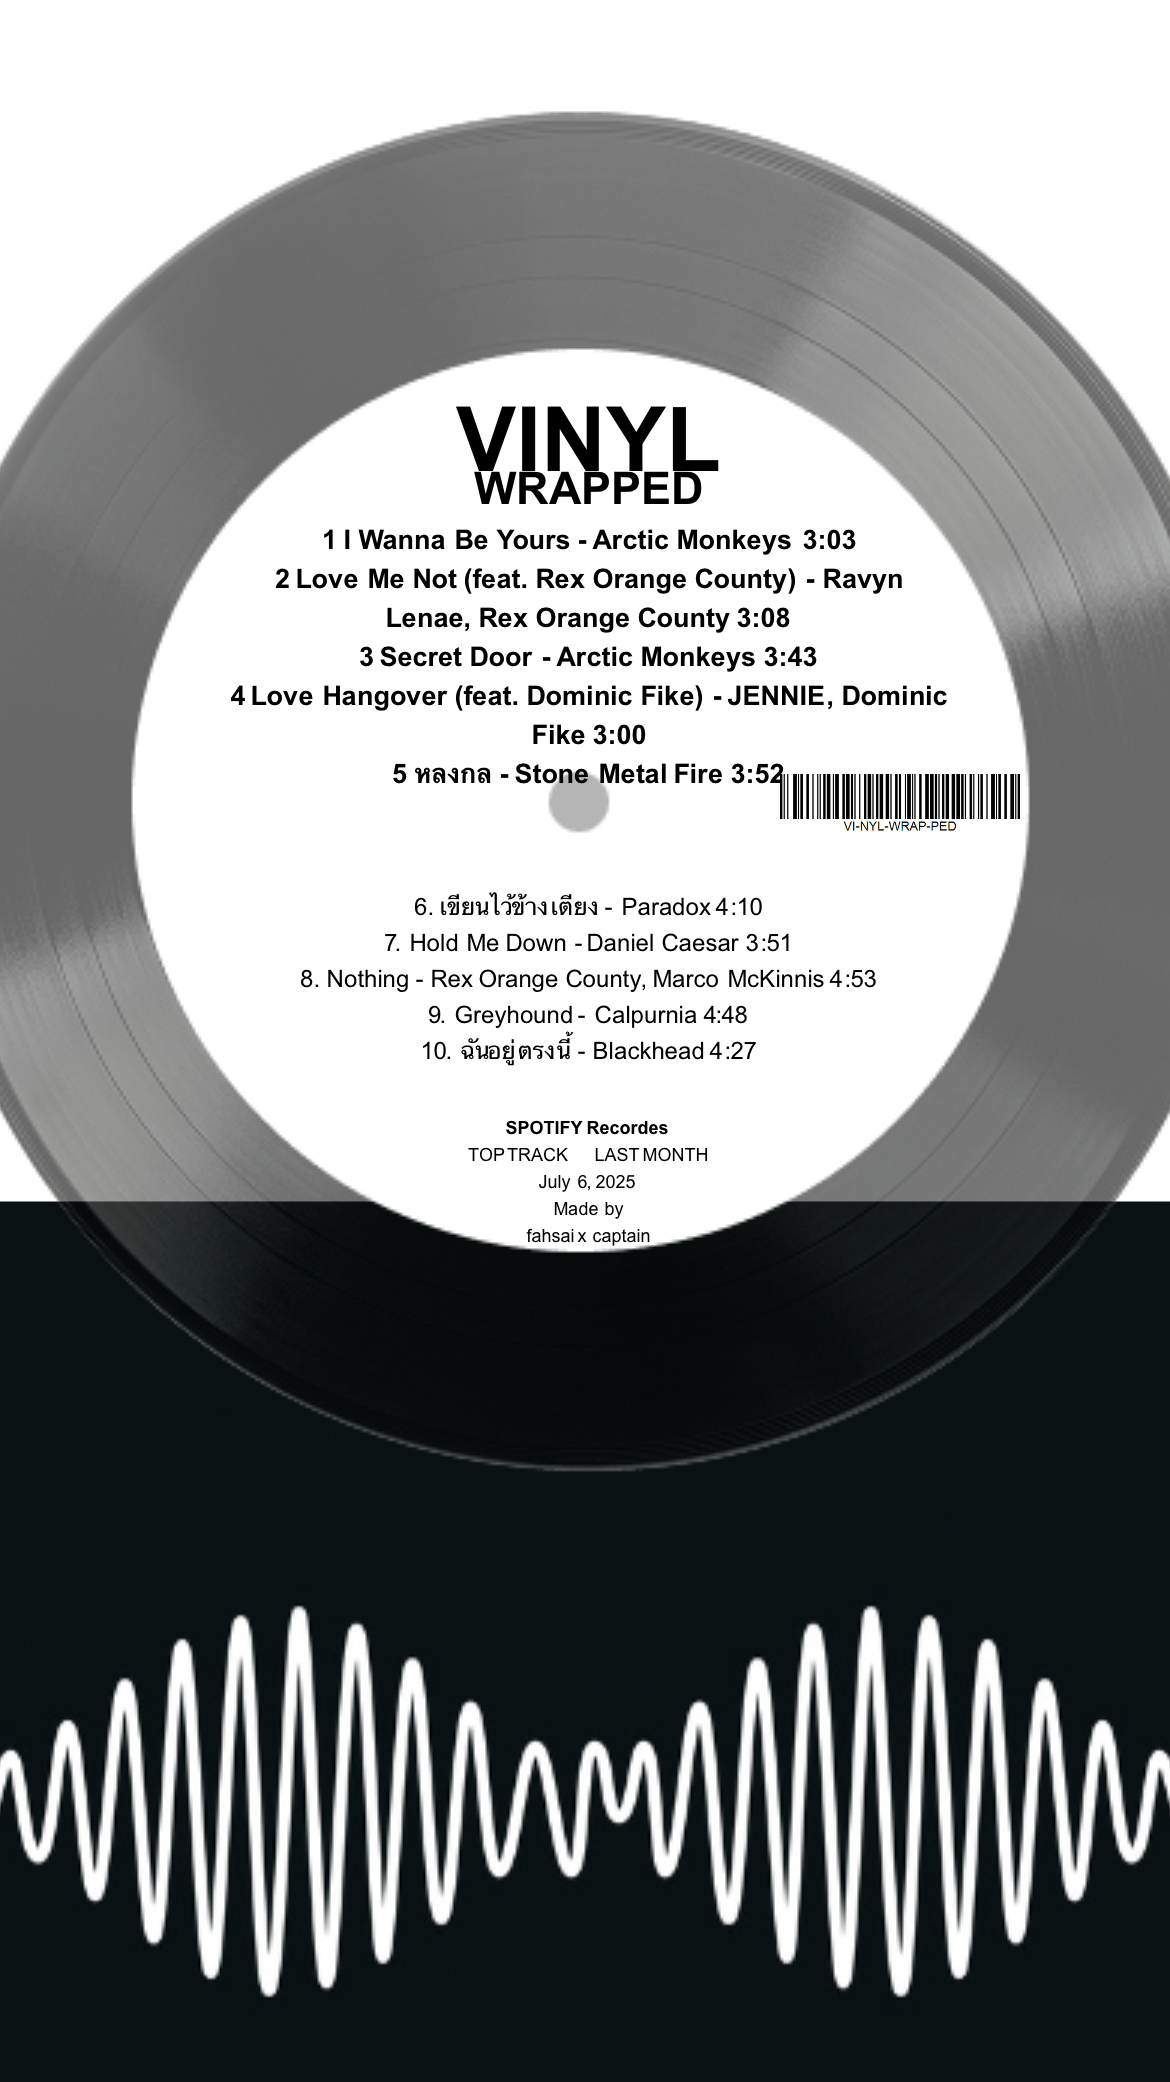 VINYL
WRAPPED
1 I Wanna Be Yours - Arctic Monkeys 3:03
2 Love Me Not (feat. Rex Orange County) - Ravyn
Lenae, Rex Orange County 3:08
3 Secret Door - Arctic Monkeys 3:43
4 Love Hangover (feat. Dominic Fike) - JENNIE, Dominic
Fike 3:00
5 หลงกล - Stone Metal Fire 3:52
VI-NYL-WRAP-PED
6. เขียนไว้ข้างเตียง - Paradox 4:10
7. Hold Me Down - Daniel Caesar 3:51
8. Nothing - Rex Orange County, Marco McKinnis 4:53
9. Greyhound - Calpurnia 4:48
10. ฉันอยู่ตรงนี้ - Blackhead 4:27
SPOTIFY Recordes
TOP TRACK LAST MONTH
July 6, 2025
Made by
fahsai x captain